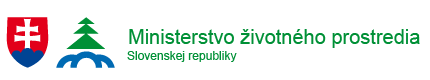 Ministerstvo životného prostredia
Slovenskej republiky